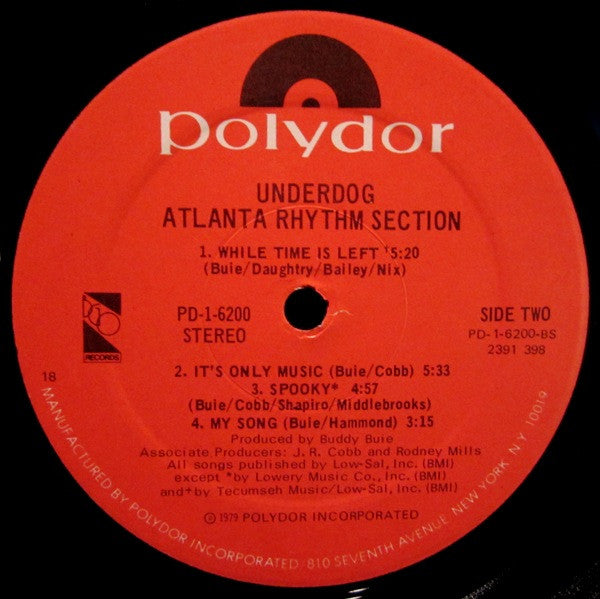 polydor
UNDERDOG
ATLANTA RHYTHM SECTION
1. WHILE TIME IS LEFT †5:20
(Buie/Daughtry/Bailey/Nix)
PD-1-6200
STEREO
SIDE TWO
PD-1-6200-BS
2391 398
BGO
RECORDS
2. IT'S ONLY MUSIC (Buie/Cobb) 5:33
3. SPOOKY* 4:57
(Buie/Cobb/Shapiro/Middlebrooks)
4. MY SONG (Buie/Hammond) 3:15
Produced by Buddy Buie
Associate Producers: J. R. Cobb and Rodney Mills
All songs published by Low-Sal, Inc. (BMI)
except *by Lowery Music Co., Inc. (BMI)
and† by Tecumseh Music/Low-Sal, Inc. (BMI)
℗1979 POLYDOR INCORPORATED
18
MANUFACTURED BY POLYDOR INCORPORATED 810 SEVENTH AVENUE, NEW YORK, N.Y. 10019